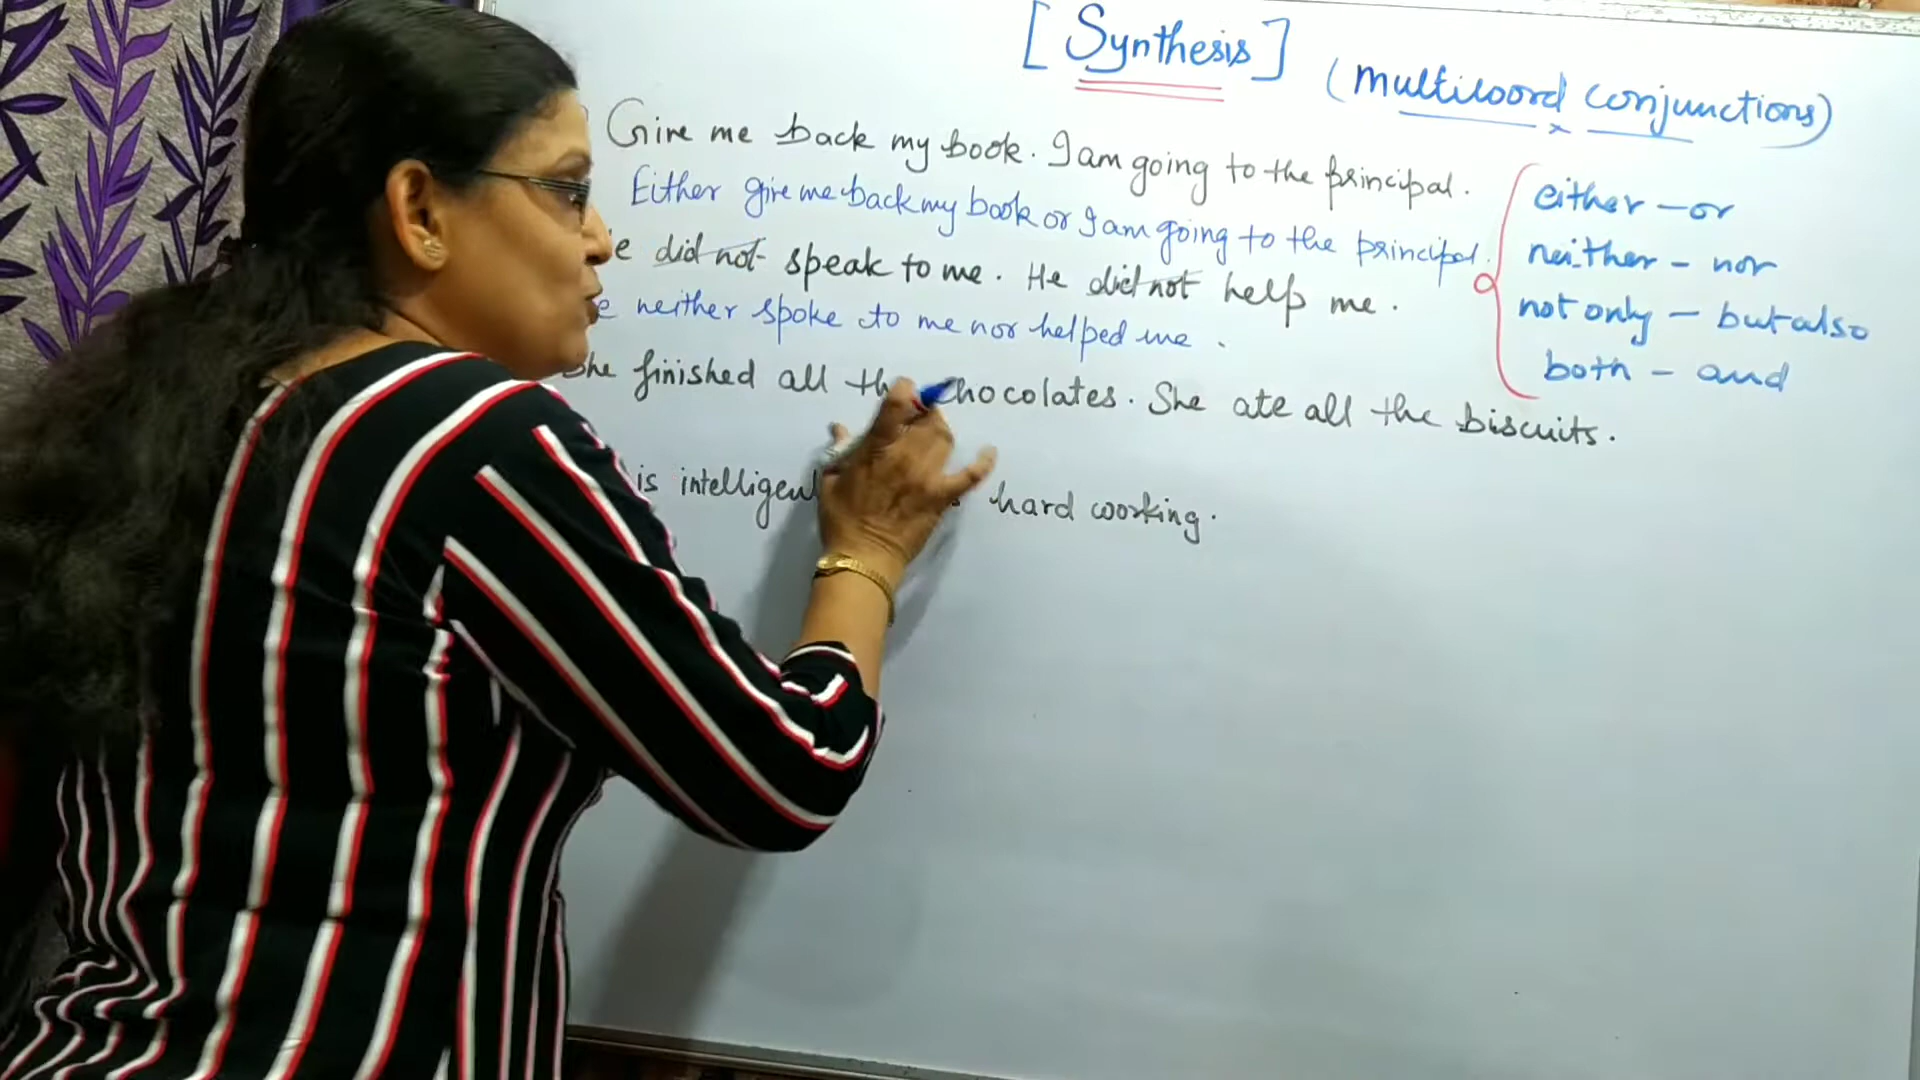 [Synthesis]
(Multiword conjunctions)
Give me back my book. I am going to the principal.
Either give me back my book or I am going to the principal.
did not speak to me. He did not help me.
neither spoke to me nor helped me.
She finished all the chocolates. She ate all the biscuits.
is intelligent hard working.
either - or
neither - nor
not only - but also
both - and